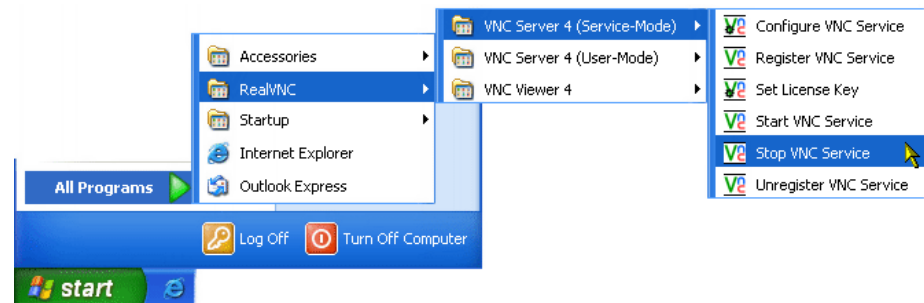 Accessories
RealVNC
Startup
Internet Explorer
Outlook Express
VNC Server 4 (Service-Mode)
VNC Server 4 (User-Mode)
VNC Viewer 4
Configure VNC Service
Register VNC Service
Set License Key
Start VNC Service
Stop VNC Service
Unregister VNC Service
All Programs
Log Off
Turn Off Computer
start